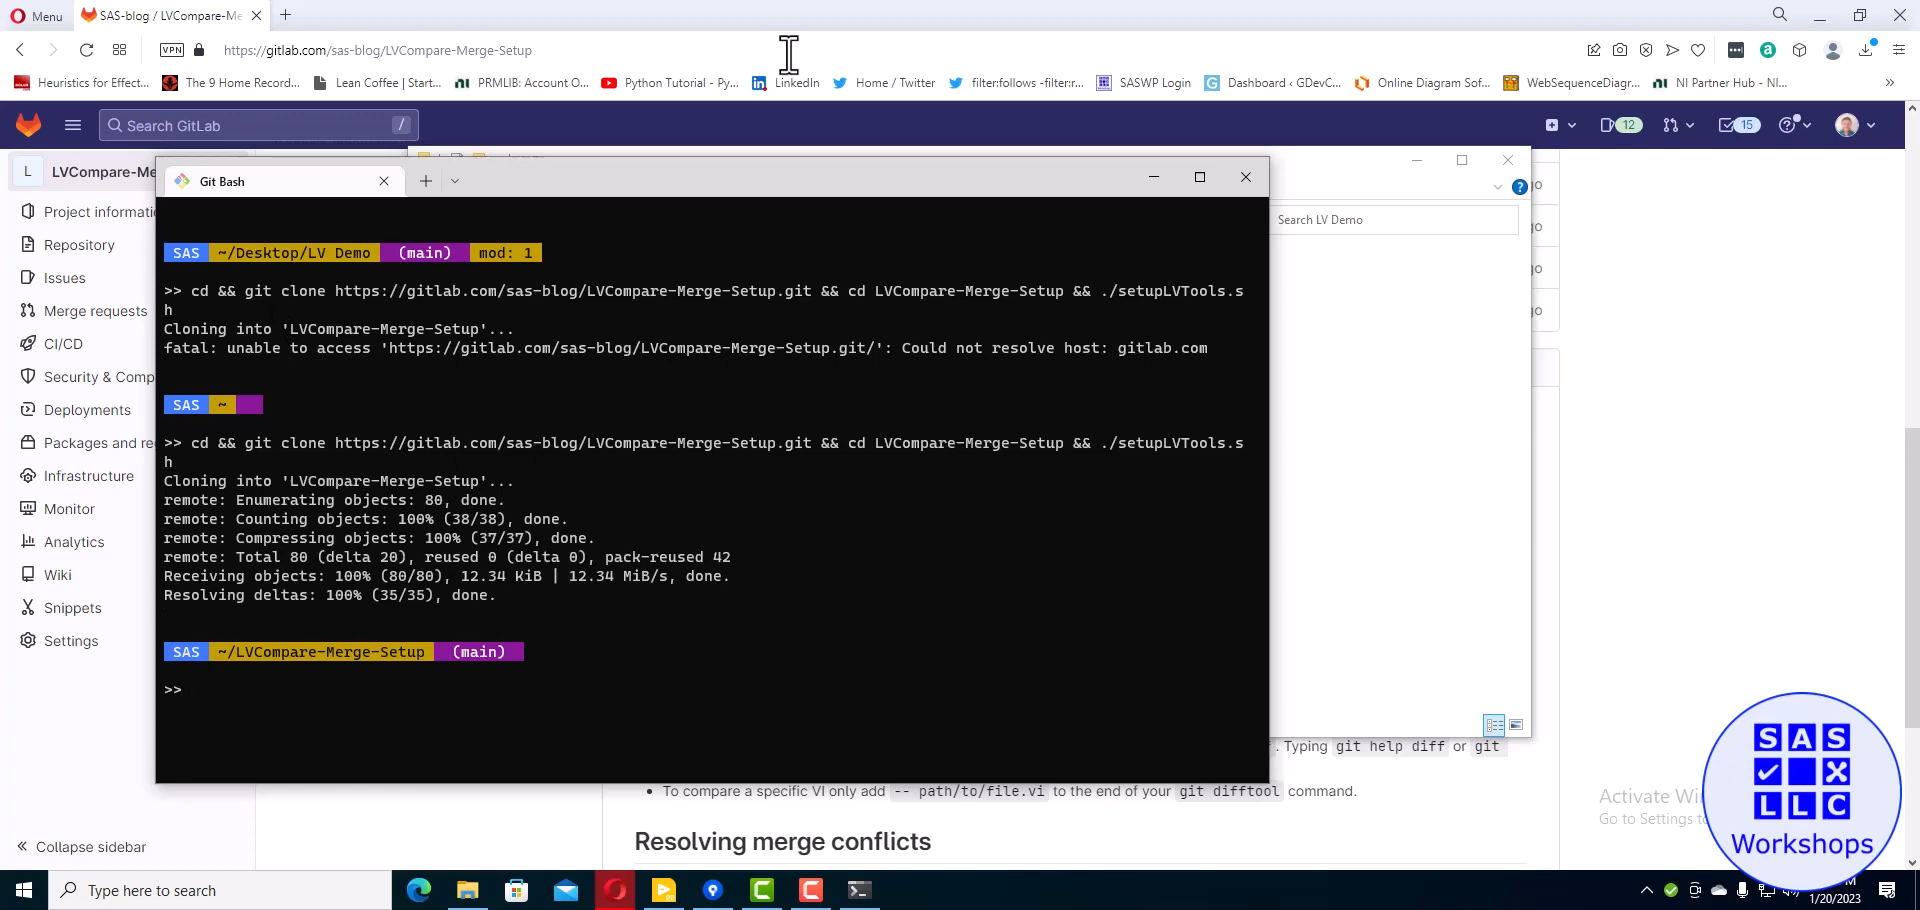 Menu
SAS-blog / LVCompare-Me
VPN
https://gitlab.com/sas-blog/LVCompare-Merge-Setup
Heuristics for Effect...
The 9 Home Record...
Lean Coffee | Start...
PRMLIB: Account O...
Python Tutorial - Py...
LinkedIn
Home / Twitter
filter:follows -filter:r...
SASWP Login
Dashboard ‹ GDevC...
Online Diagram Sof...
WebSequenceDiagr...
NI Partner Hub - NI...
Search GitLab
/
12
15
L
LVCompare-Me
Project informati
Repository
Issues
Merge requests
CI/CD
Security & Comp
Deployments
Packages and re
Infrastructure
Monitor
Analytics
Wiki
Snippets
Settings
Collapse sidebar
Git Bash
SAS ~/Desktop/LV Demo (main) mod: 1
>> cd && git clone https://gitlab.com/sas-blog/LVCompare-Merge-Setup.git && cd LVCompare-Merge-Setup && ./setupLVTools.s
h
Cloning into 'LVCompare-Merge-Setup'...
fatal: unable to access 'https://gitlab.com/sas-blog/LVCompare-Merge-Setup.git/': Could not resolve host: gitlab.com
SAS ~
>> cd && git clone https://gitlab.com/sas-blog/LVCompare-Merge-Setup.git && cd LVCompare-Merge-Setup && ./setupLVTools.s
h
Cloning into 'LVCompare-Merge-Setup'...
remote: Enumerating objects: 80, done.
remote: Counting objects: 100% (38/38), done.
remote: Compressing objects: 100% (37/37), done.
remote: Total 80 (delta 20), reused 0 (delta 0), pack-reused 42
Receiving objects: 100% (80/80), 12.34 KiB | 12.34 MiB/s, done.
Resolving deltas: 100% (35/35), done.
SAS ~/LVCompare-Merge-Setup (main)
>>
?
Search LV Demo
go
go
go
go
. Typing git help diff or git
To compare a specific VI only add -- path/to/file.vi to the end of your git difftool command.
Resolving merge conflicts
Activate Wi
Go to Settings to
SAS
LLC
Workshops
Type here to search
M
1/20/2023